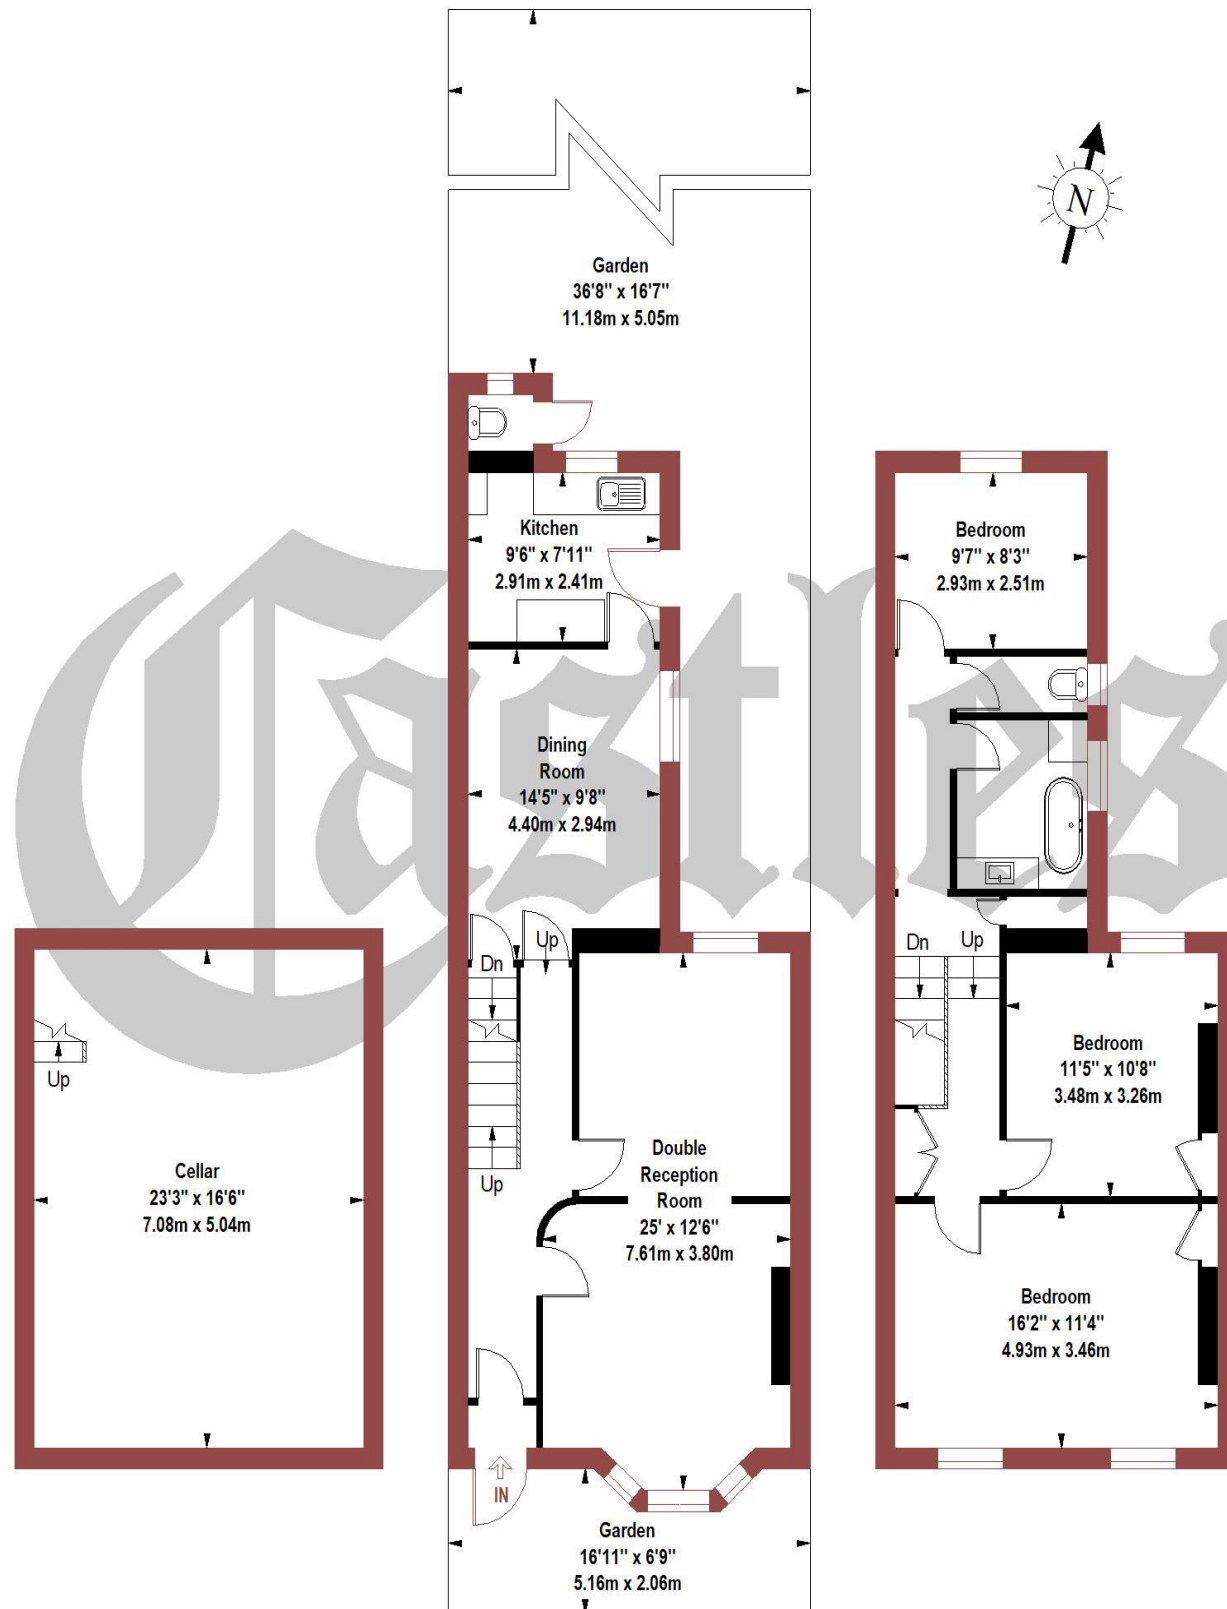 N
Garden
36'8" x 16'7"
11.18m x 5.05m
Kitchen
9'6" x 7'11"
2.91m x 2.41m
Bedroom
9'7" x 8'3"
2.93m x 2.51m
Castles
Dining
Room
14'5" x 9'8"
4.40m x 2.94m
Dn
Up
Up
Dn
Up
Up
Cellar
23'3" x 16'6"
7.08m x 5.04m
Double
Reception
Room
25' x 12'6"
7.61m x 3.80m
Bedroom
11'5" x 10'8"
3.48m x 3.26m
Bedroom
16'2" x 11'4"
4.93m x 3.46m
IN
Garden
16'11" x 6'9"
5.16m x 2.06m